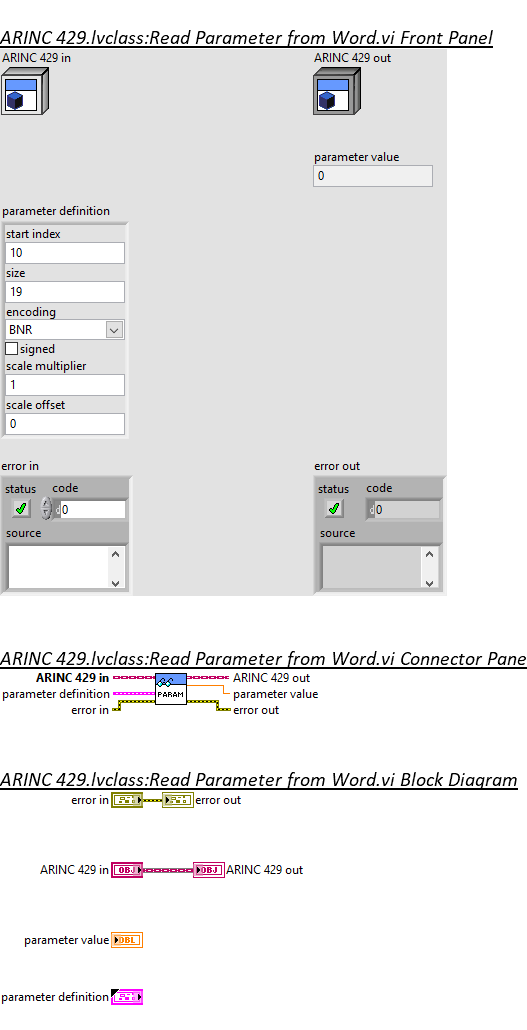 ARINC 429.lvclass:Read Parameter from Word.vi Front Panel
ARINC 429 in
ARINC 429 out
parameter value
0
parameter definition
start index
10
size
19
encoding
BNR
signed
scale multiplier
1
scale offset
0
error in
error out
status code
status code
d0
d0
source
source
ARINC 429.lvclass:Read Parameter from Word.vi Connector Pane
ARINC 429 in
ARINC 429 out
parameter definition
PARAM
parameter value
error in
error out
ARINC 429.lvclass:Read Parameter from Word.vi Block Diagram
error in
error out
ARINC 429 in OBJ OBJ ARINC 429 out
parameter value DBL
parameter definition